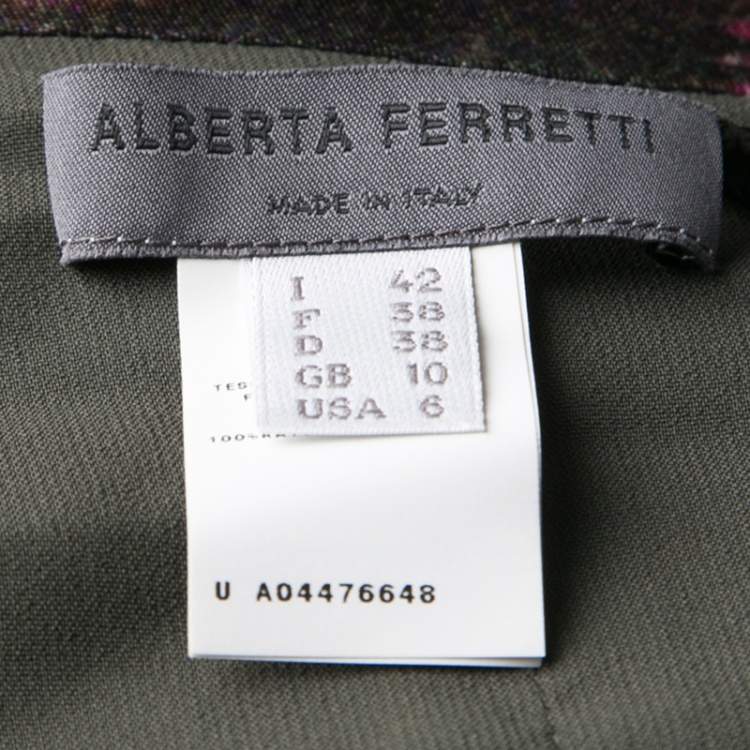 ALBERTA FERRETTI
MADE IN ITALY
I 42
F 38
D 38
GB 10
USA 6
U A04476648